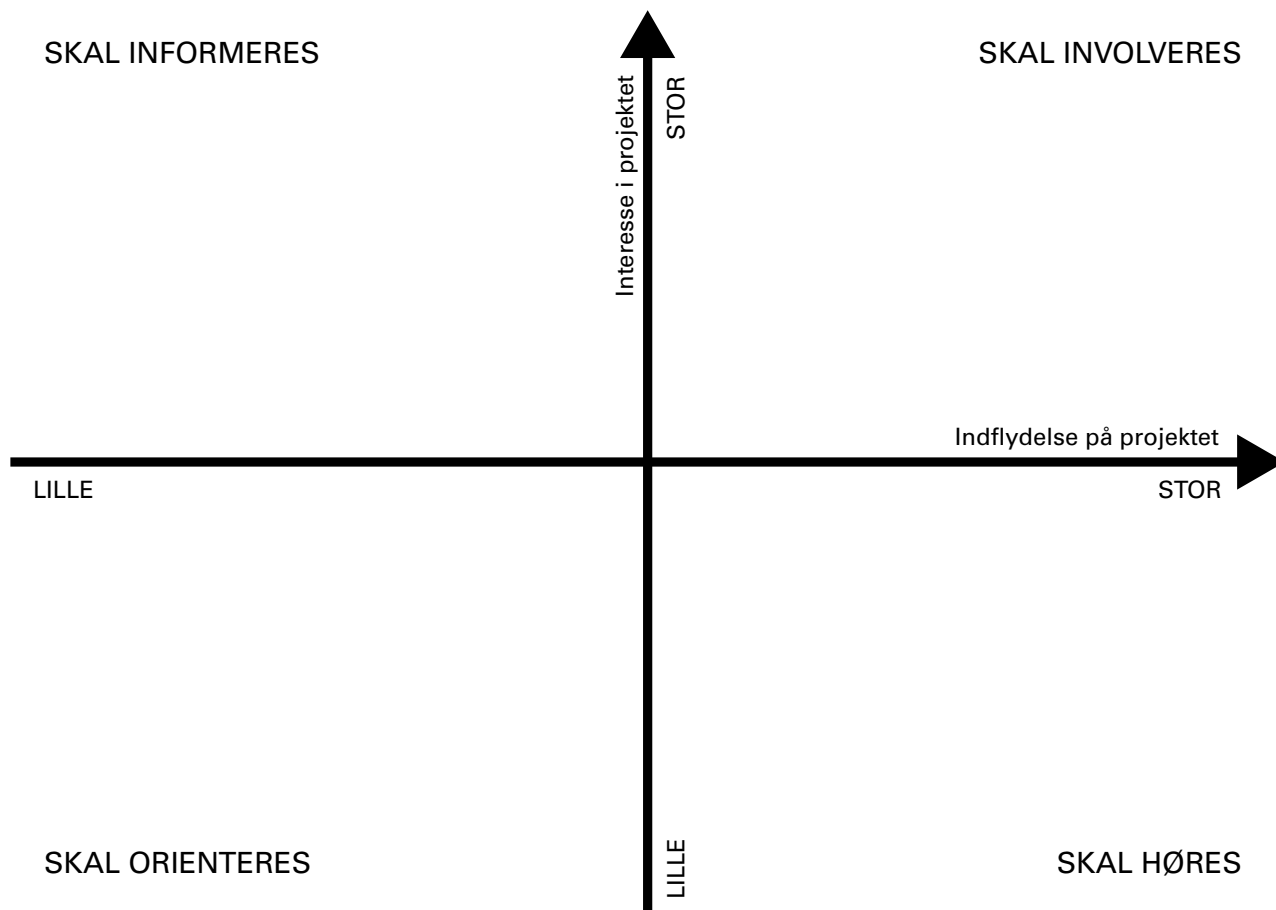 SKAL INFORMERES
SKAL INVOLVERES
Interesse i projektet
STOR
Indflydelse på projektet
LILLE
STOR
SKAL ORIENTERES
LILLE
SKAL HØRES